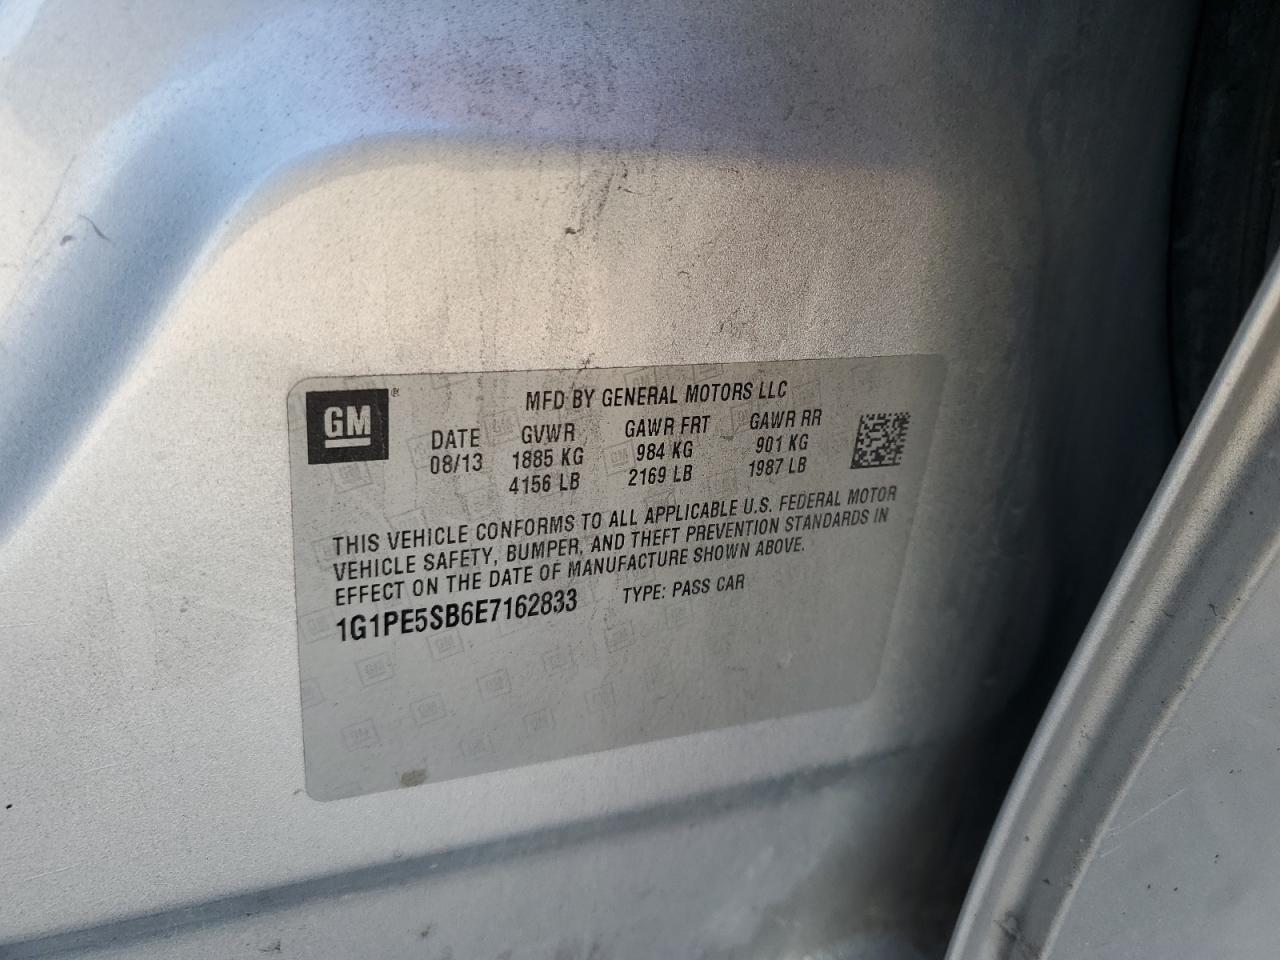 GM ®
MFD BY GENERAL MOTORS LLC
DATE GVWR GAWR FRT GAWR RR
08/13 1885 KG 984 KG 901 KG
4156 LB 2169 LB 1987 LB
THIS VEHICLE CONFORMS TO ALL APPLICABLE U.S. FEDERAL MOTOR
VEHICLE SAFETY, BUMPER, AND THEFT PREVENTION STANDARDS IN
EFFECT ON THE DATE OF MANUFACTURE SHOWN ABOVE.
1G1PE5SB6E7162833 TYPE: PASS CAR